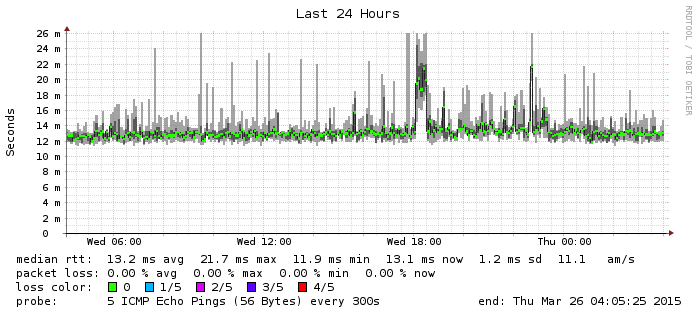 Last 24 Hours
RRDTOOL / TOBI OETIKER
Seconds
26 m
24 m
22 m
20 m
18 m
16 m
14 m
12 m
10 m
8 m
6 m
4 m
2 m
0
Wed 06:00 Wed 12:00 Wed 18:00 Thu 00:00
median rtt: 13.2 ms avg 21.7 ms max 11.9 ms min 13.1 ms now 1.2 ms sd 11.1 am/s
packet loss: 0.00 % avg 0.00 % max 0.00 % min 0.00 % now
loss color: 0 1/5 2/5 3/5 4/5
probe: 5 ICMP Echo Pings (56 Bytes) every 300s end: Thu Mar 26 04:05:25 2015